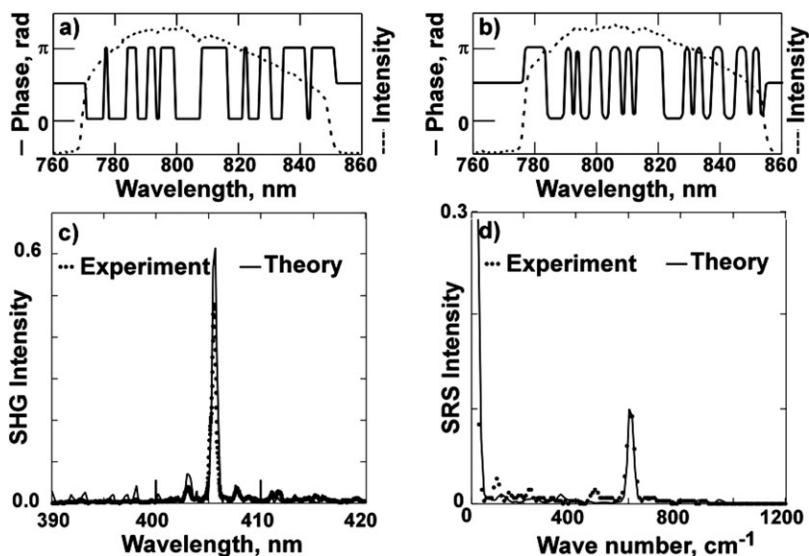 a)
— Phase, rad
π
0
---- Intensity
760 780 800 820 840 860
Wavelength, nm
b)
— Phase, rad
π
0
---- Intensity
760 780 800 820 840 860
Wavelength, nm
c)
•••• Experiment — Theory
SHG Intensity
0.6
0.0
390 400 410 420
Wavelength, nm
d)
•••• Experiment — Theory
SRS Intensity
0.3
0
0 400 800 1200
Wave number, cm⁻¹